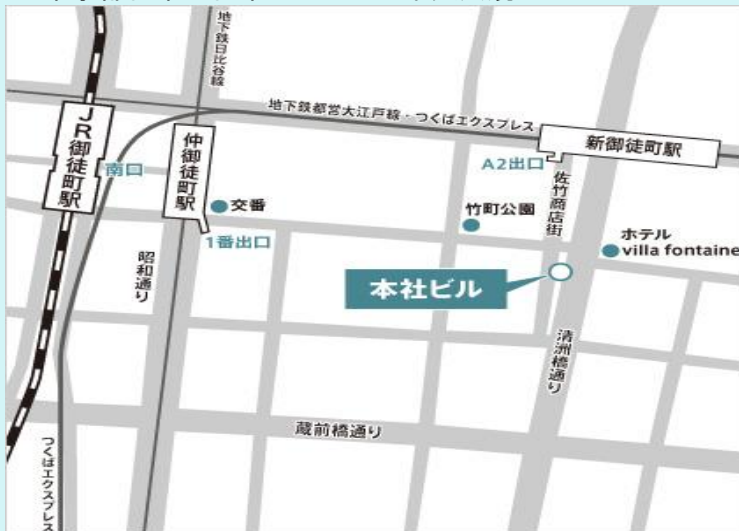 地下鉄日比谷線
地下鉄都営大江戸線・つくばエクスプレス
新御徒町駅
JR御徒町駅
南口
仲御徒町駅
A2出口
佐竹商店街
交番
竹町公園
ホテル
villa fontaine
1番出口
昭和通り
本社ビル
清洲橋通り
蔵前橋通り
つくばエクスプレス